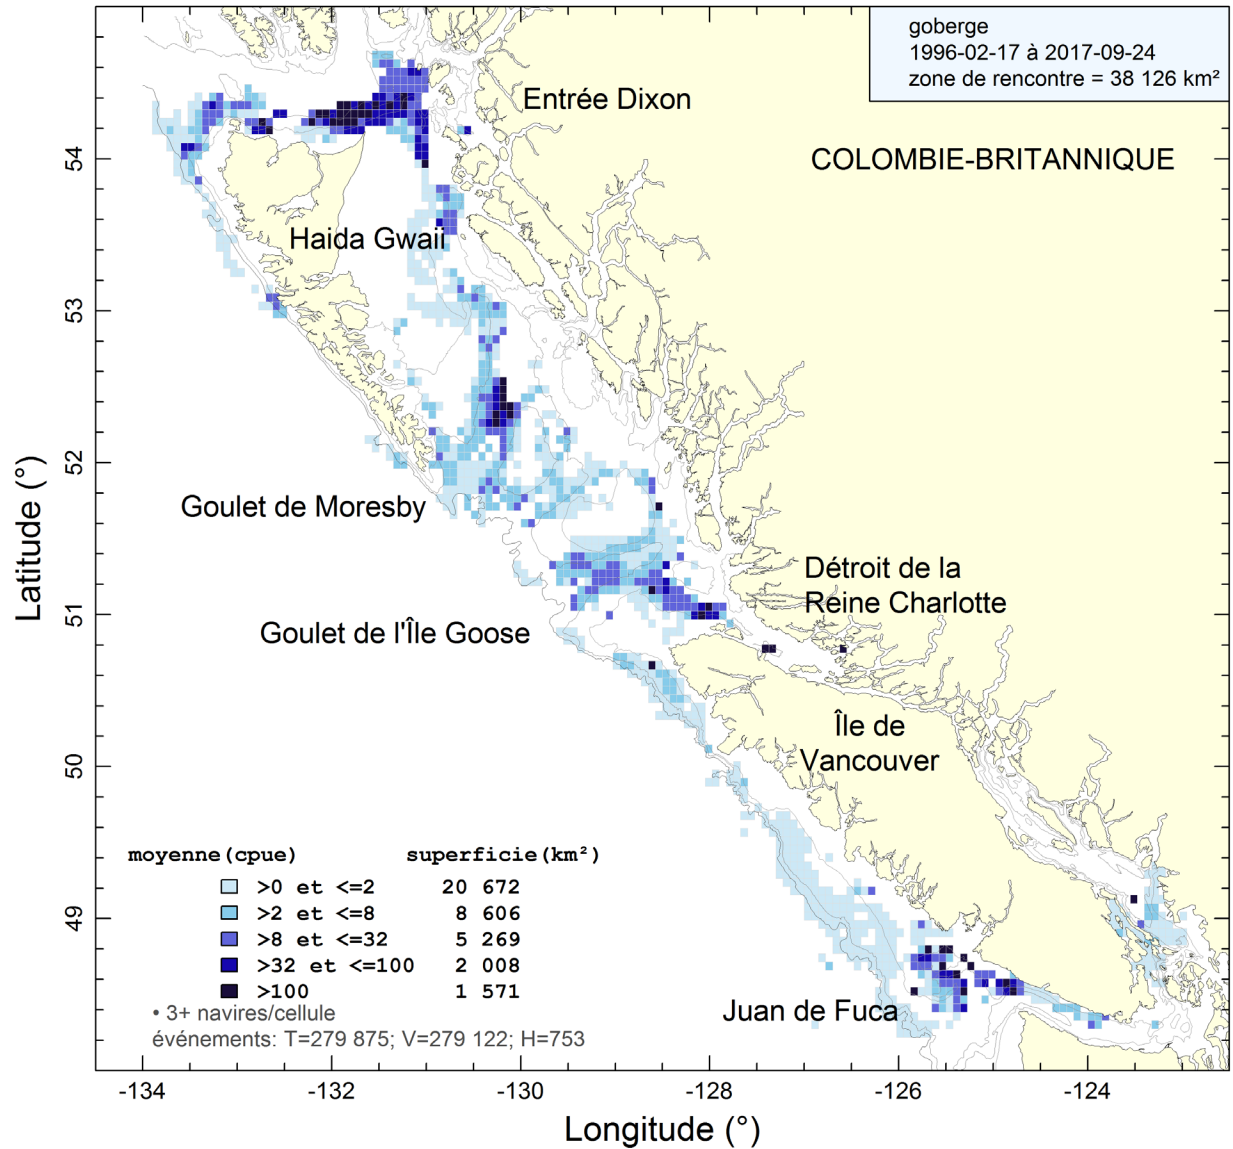 goberge
1996-02-17 à 2017-09-24
zone de rencontre = 38 126 km²
Entrée Dixon
COLOMBIE-BRITANNIQUE
Haida Gwaii
Goulet de Moresby
Détroit de la
Reine Charlotte
Goulet de l'Île Goose
Île de
Vancouver
Juan de Fuca
moyenne(cpue) superficie(km²)
>0 et <=2 20 672
>2 et <=8 8 606
>8 et <=32 5 269
>32 et <=100 2 008
>100 1 571
• 3+ navires/cellule
événements: T=279 875; V=279 122; H=753
54
53
52
51
50
49
Latitude (°)
-134 -132 -130 -128 -126 -124
Longitude (°)